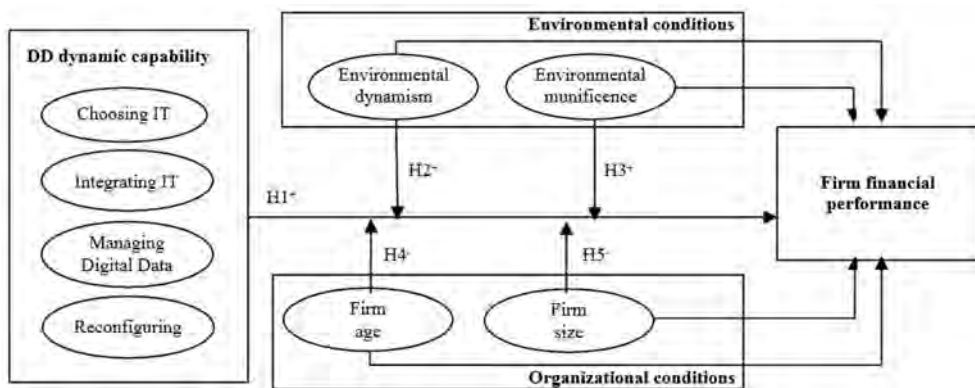 Environmental conditions
DD dynamic capability
Environmental
dynamism
Environmental
munificence
Choosing IT
Integrating IT
Managing
Digital Data
Reconfiguring
H1+
H2+
H3+
Firm financial
performance
H4-
H5-
Firm
age
Firm
size
Organizational conditions